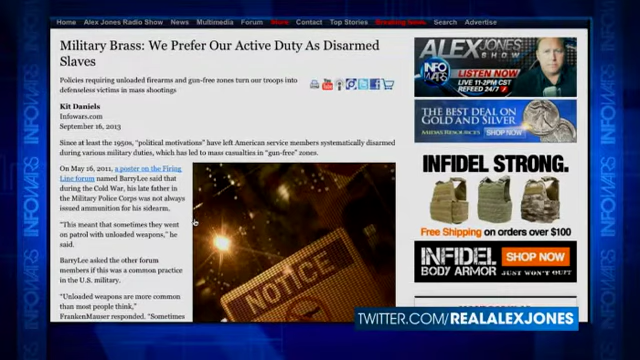 Home Alex Jones Radio Show News Multimedia Forum Store Contact Top Stories Breaking News Search Advertise
Military Brass: We Prefer Our Active Duty As Disarmed
Slaves
Policies requiring unloaded firearms and gun-free zones turn our troops into
defenseless victims in mass shootings
Kit Daniels
Infowars.com
September 16, 2013
Since at least the 1950s, "political motivations" have left American service members systematically disarmed
during various military duties, which has led to mass casualties in "gun-free" zones.
On May 16, 2011, a poster on the Firing
Line forum named BarryLee said that
during the Cold War, his late father in
the Military Police Corps was not always
issued ammunition for his sidearm.
"This meant that sometimes they went
on patrol with unloaded weapons," he
said.
BarryLee asked the other forum
members if this was a common practice
in the U.S. military.
"Unloaded weapons are more common
than most people think,"
FrankenMauser responded. "Sometimes
NOTICE
ALEX JONES
SHOW
INFO
WARS
LISTEN NOW
LIVE 11-2PM CST
REFEED 24/7
THE BEST DEAL ON
GOLD AND SILVER
MIDAS RESOURCES
SHOP NOW
INFIDEL STRONG.
Free Shipping on orders over $100
INFIDEL
BODY ARMOR
SHOP NOW
JUST WON'T OUT!
TWITTER.COM/REALALEXJONES
INFOWARS
INFOWARS